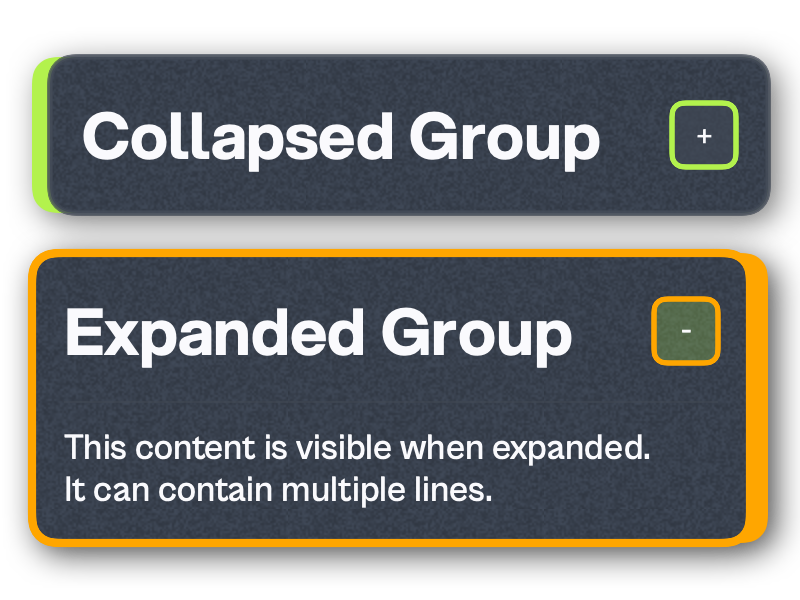 Collapsed Group
+
Expanded Group
-
This content is visible when expanded.
It can contain multiple lines.